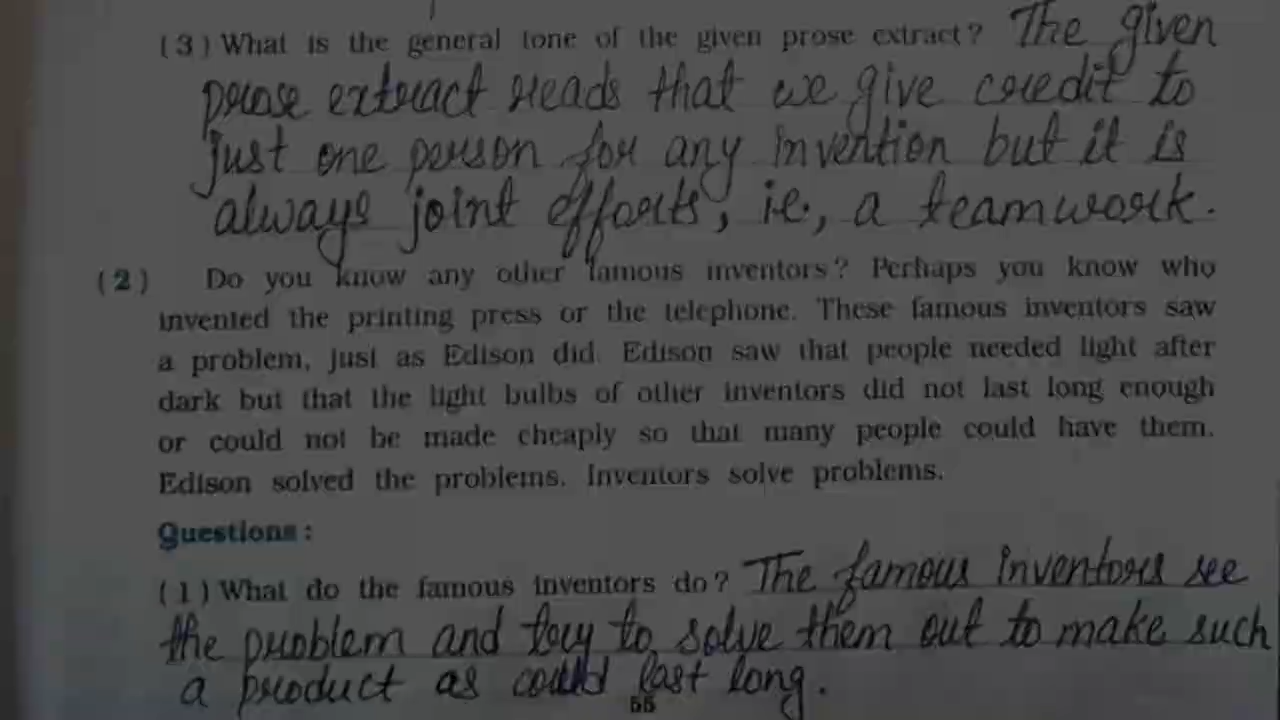 (3) What is the general tone of the given prose extract? The given
prose extract reads that we give credit to
just one person for any invention but it is
always joint efforts, i.e., a teamwork.
(2) Do you know any other famous inventors? Perhaps you know who
invented the printing press or the telephone. These famous inventors saw
a problem, just as Edison did. Edison saw that people needed light after
dark but that the light bulbs of other inventors did not last long enough
or could not be made cheaply so that many people could have them.
Edison solved the problems. Inventors solve problems.
Questions :
(1) What do the famous inventors do? The famous inventors see
the problem and try to solve them out to make such
a product as could last long.
55